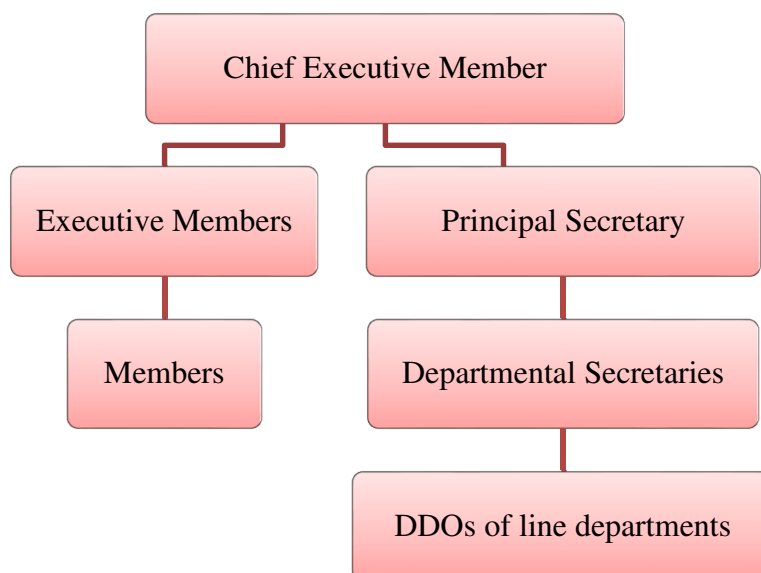 Chief Executive Member
Executive Members
Principal Secretary
Members
Departmental Secretaries
DDOs of line departments